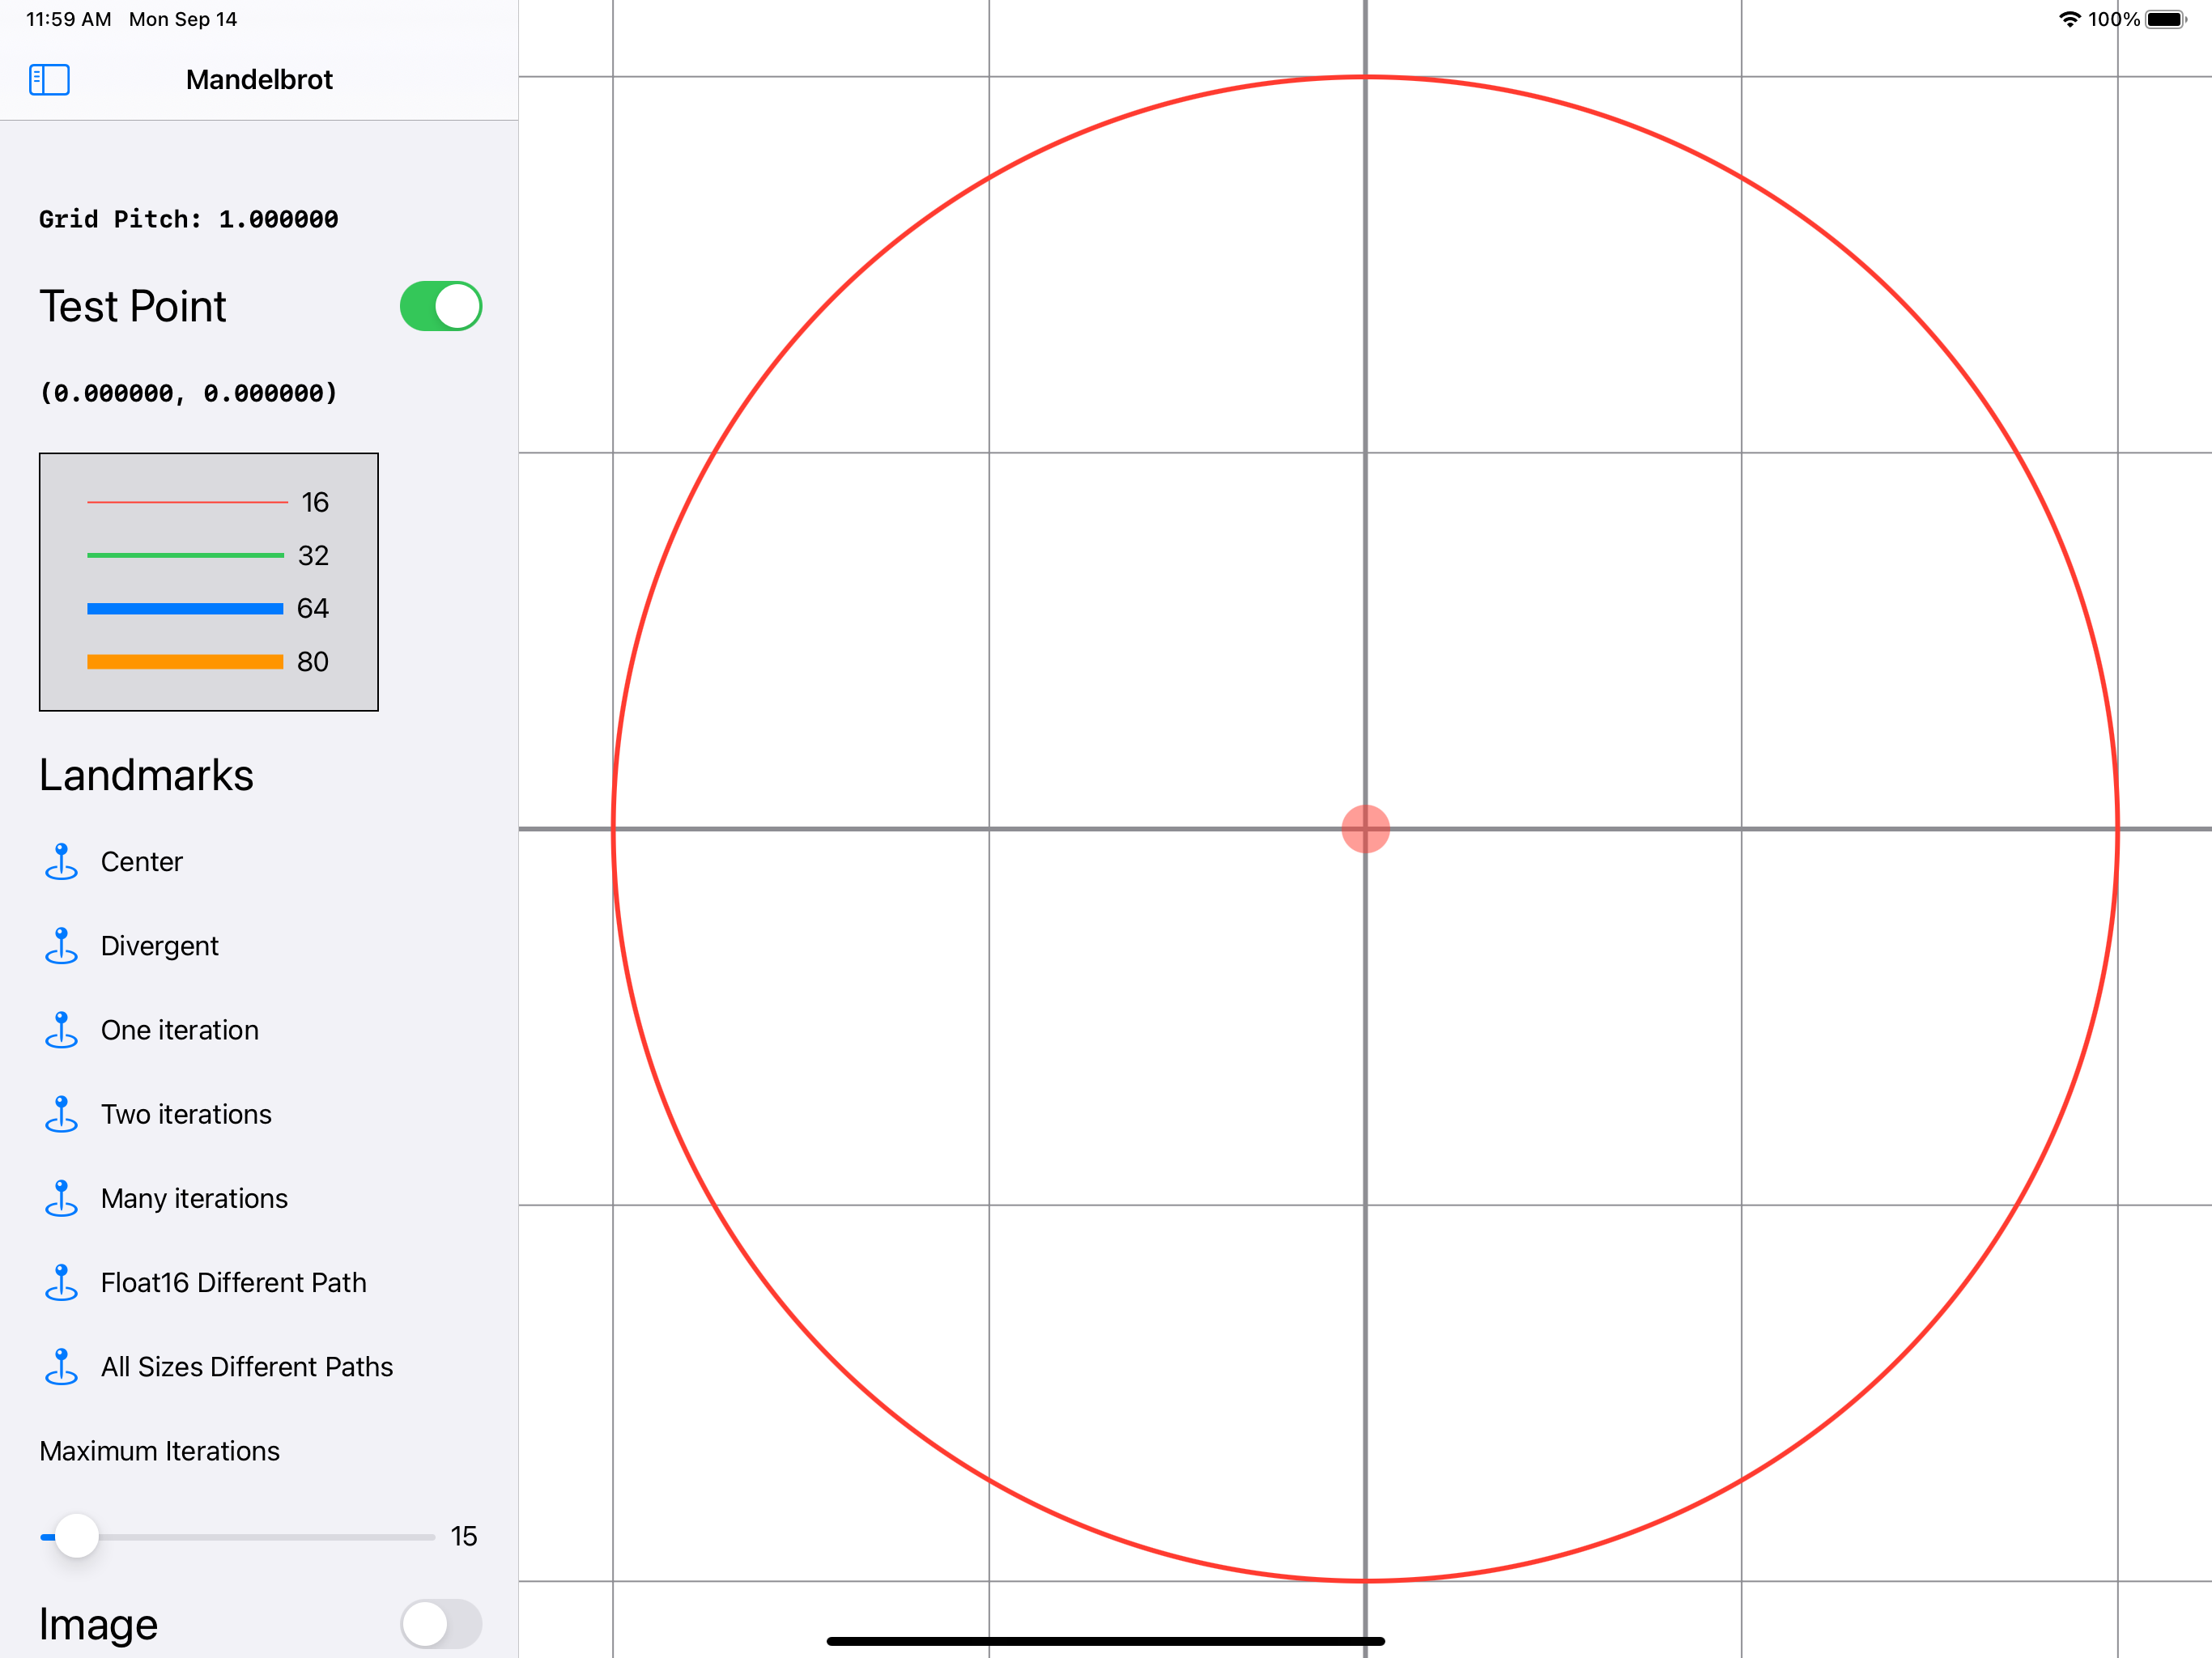 11:59 AM Mon Sep 14
100%
Mandelbrot
Grid Pitch: 1.000000
Test Point
(0.000000, 0.000000)
16
32
64
80
Landmarks
Center
Divergent
One iteration
Two iterations
Many iterations
Float16 Different Path
All Sizes Different Paths
Maximum Iterations
15
Image